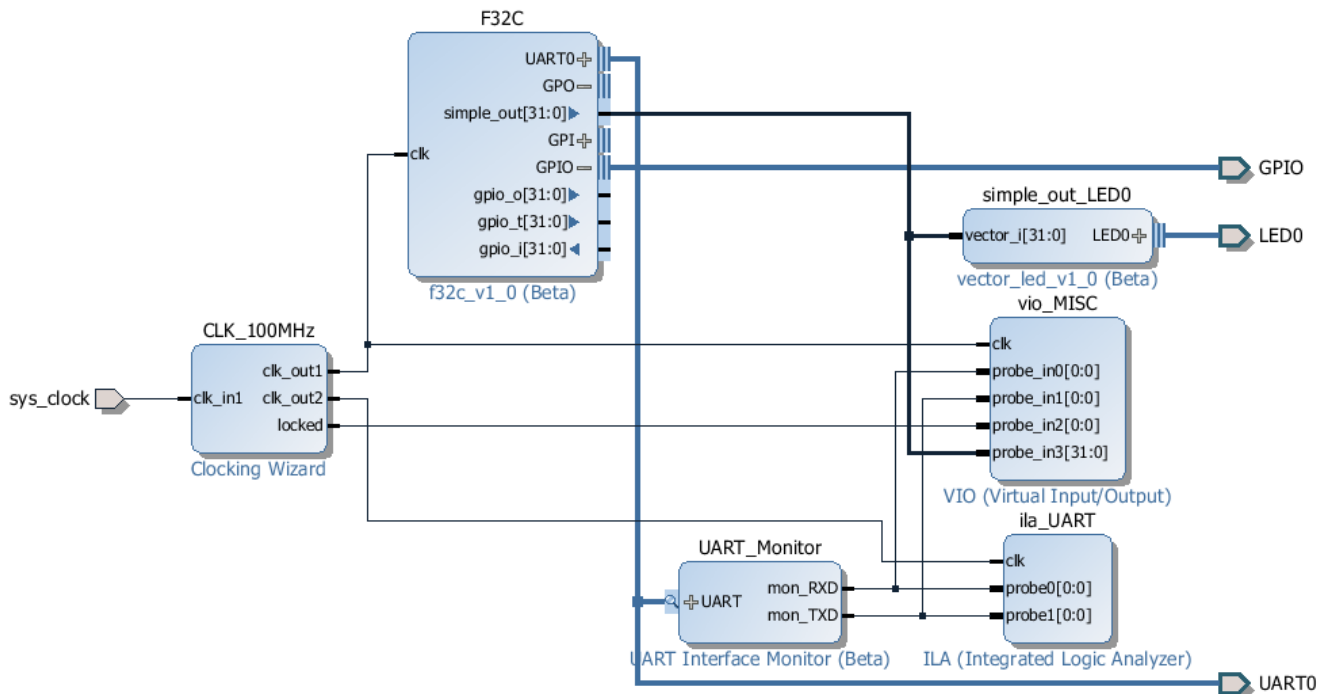 F32C
UART0
GPO
simple_out[31:0]
GPI
clk
GPIO
GPIO
gpio_o[31:0]
simple_out_LED0
gpio_t[31:0]
vector_i[31:0] LED0
LED0
gpio_i[31:0]
vector_led_v1_0 (Beta)
f32c_v1_0 (Beta)
vio_MISC
CLK_100MHz
clk
clk_out1
probe_in0[0:0]
sys_clock
clk_in1 clk_out2
probe_in1[0:0]
locked
probe_in2[0:0]
probe_in3[31:0]
Clocking Wizard
VIO (Virtual Input/Output)
ila_UART
UART_Monitor
clk
mon_RXD
probe0[0:0]
UART
mon_TXD
probe1[0:0]
UART Interface Monitor (Beta)
ILA (Integrated Logic Analyzer)
UART0